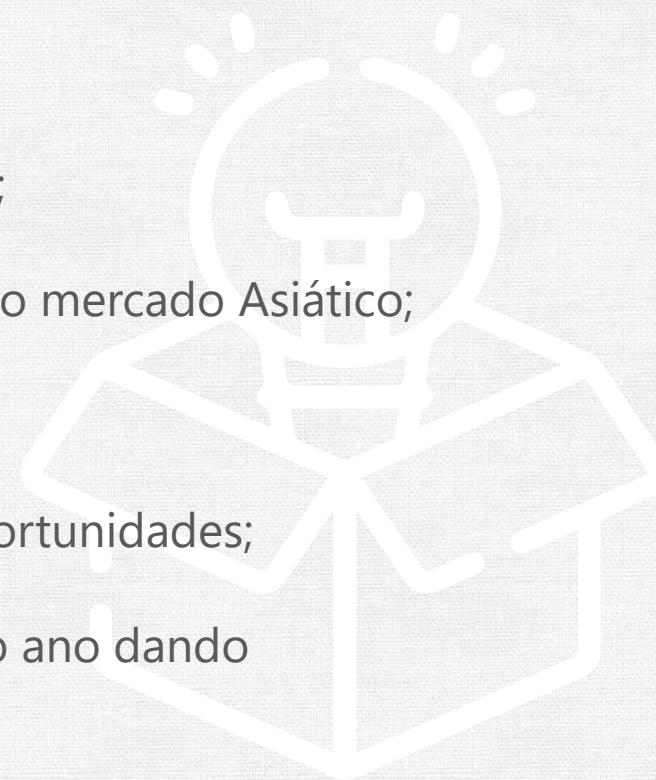 ;
o mercado Asiático;
ortunidades;
o ano dando